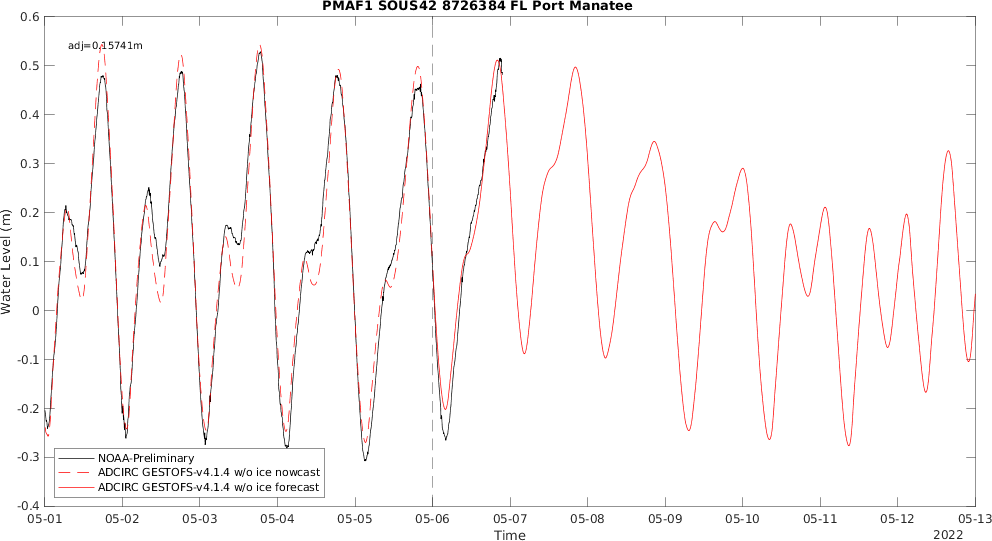 PMAF1 SOUS42 8726384 FL Port Manatee
adj=0.15741m
Water Level (m)
0.6
0.5
0.4
0.3
0.2
0.1
0
-0.1
-0.2
-0.3
-0.4
NOAA-Preliminary
ADCIRC GESTOFS-v4.1.4 w/o ice nowcast
ADCIRC GESTOFS-v4.1.4 w/o ice forecast
05-01 05-02 05-03 05-04 05-05 05-06 05-07 05-08 05-09 05-10 05-11 05-12 05-13
Time
2022